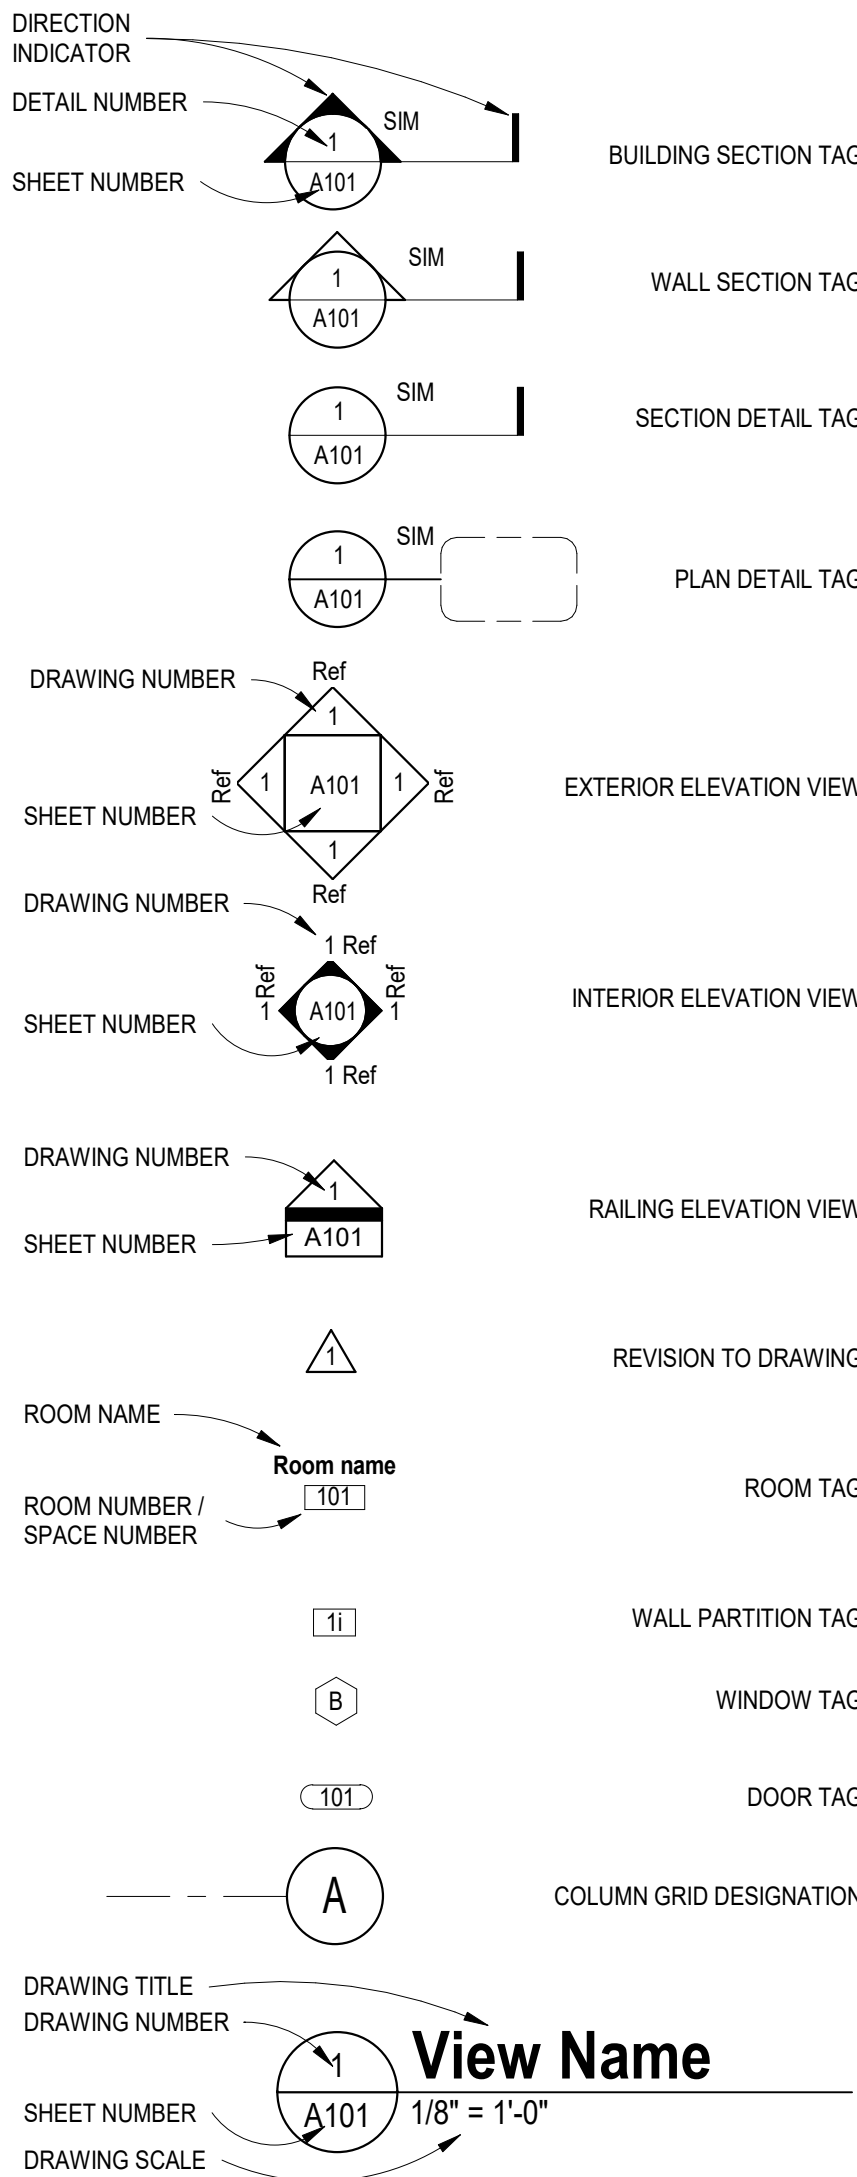 DIRECTION
INDICATOR
DETAIL NUMBER
SHEET NUMBER
1
A101
SIM
BUILDING SECTION TAG
1
A101
SIM
WALL SECTION TAG
1
A101
SIM
SECTION DETAIL TAG
1
A101
SIM
PLAN DETAIL TAG
DRAWING NUMBER
SHEET NUMBER
Ref
1
Ref
1
A101
1
Ref
1
Ref
EXTERIOR ELEVATION VIEW
DRAWING NUMBER
SHEET NUMBER
1 Ref
1 Ref
A101
1 Ref
1 Ref
INTERIOR ELEVATION VIEW
DRAWING NUMBER
SHEET NUMBER
1
A101
RAILING ELEVATION VIEW
1
REVISION TO DRAWING
ROOM NAME
Room name
101
ROOM NUMBER /
SPACE NUMBER
ROOM TAG
1i
WALL PARTITION TAG
B
WINDOW TAG
101
DOOR TAG
A
COLUMN GRID DESIGNATION
DRAWING TITLE
DRAWING NUMBER
SHEET NUMBER
DRAWING SCALE
1
A101
View Name
1/8" = 1'-0"